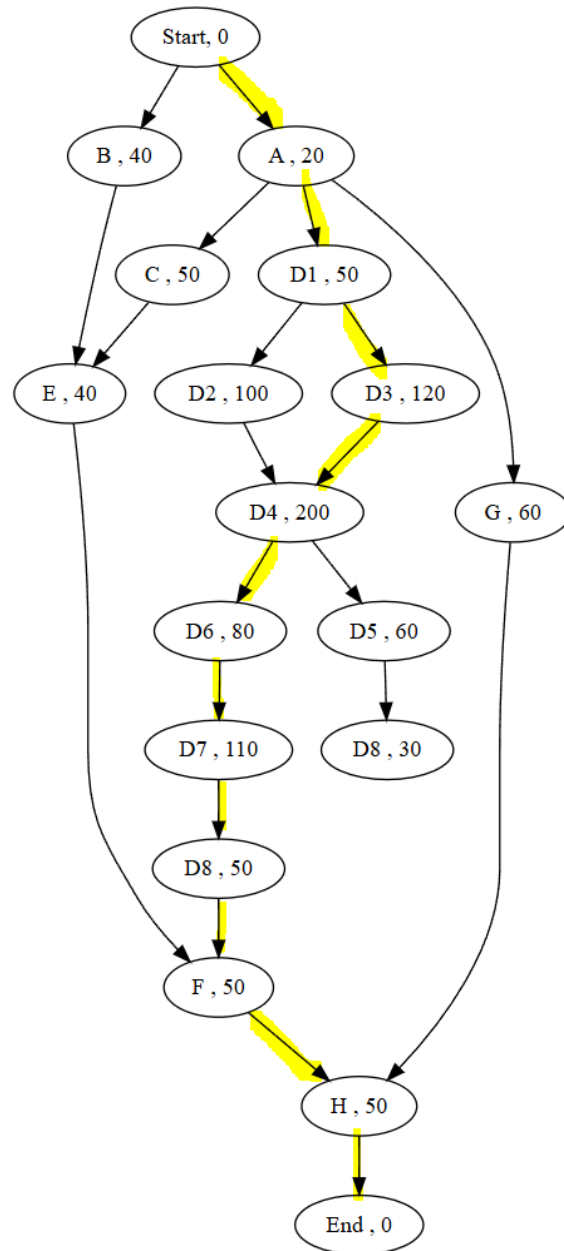 Start, 0
B , 40
A , 20
C , 50
D1 , 50
E , 40
D2 , 100
D3 , 120
D4 , 200
G , 60
D6 , 80
D5 , 60
D7 , 110
D8 , 30
D8 , 50
F , 50
H , 50
End , 0